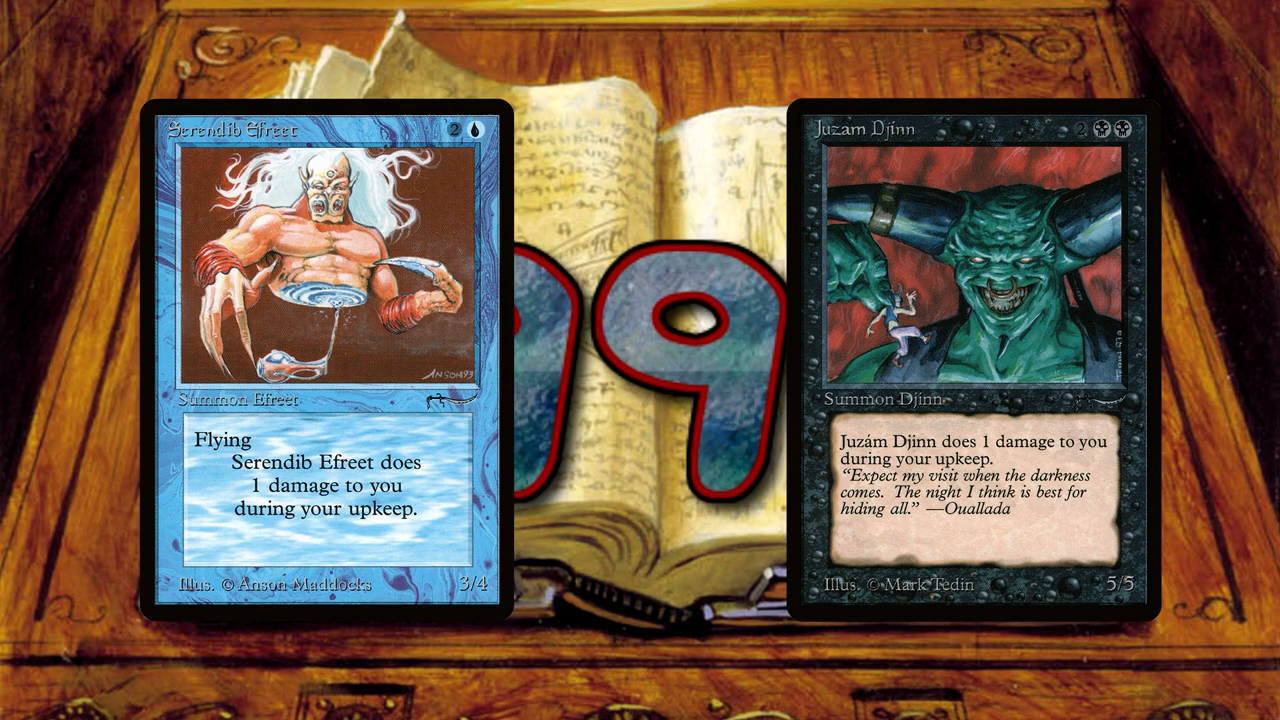 Serendib Efreet 2
ANSON93
Summon Efreet
Flying
Serendib Efreet does
1 damage to you
during your upkeep.
Illus. © Anson Maddocks 3/4
99
Juzam Djinn 2
Summon Djinn
Juzám Djinn does 1 damage to you
during your upkeep.
“Expect my visit when the darkness
comes. The night I think is best for
hiding all.” —Ouallada
Illus. © Mark Tedin 5/5